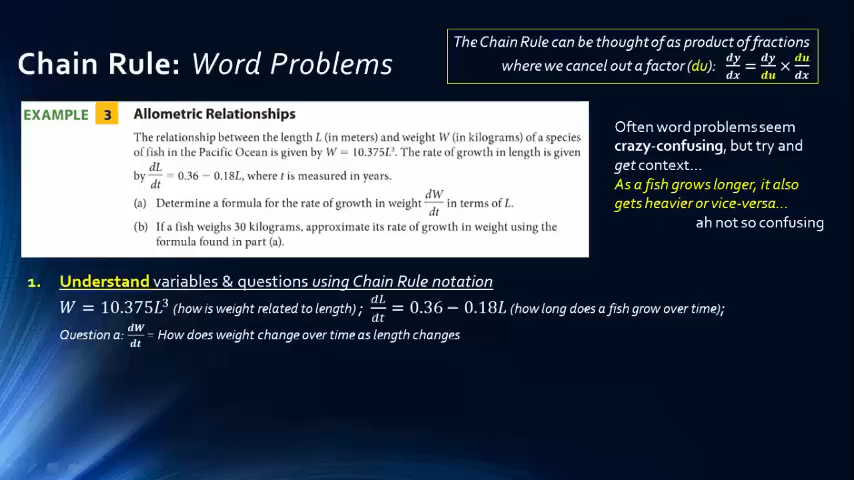 Chain Rule: Word Problems
The Chain Rule can be thought of as product of fractions
where we cancel out a factor (du): dy/dx = dy/du × du/dx
EXAMPLE 3 Allometric Relationships
The relationship between the length L (in meters) and weight W (in kilograms) of a species
of fish in the Pacific Ocean is given by W = 10.375L³. The rate of growth in length is given
by dL/dt = 0.36 − 0.18L, where t is measured in years.
(a) Determine a formula for the rate of growth in weight dW/dt in terms of L.
(b) If a fish weighs 30 kilograms, approximate its rate of growth in weight using the
formula found in part (a).
Often word problems seem
crazy-confusing, but try and
get context...
As a fish grows longer, it also
gets heavier or vice-versa...
ah not so confusing
1. Understand variables & questions using Chain Rule notation
W = 10.375L³ (how is weight related to length) ; dL/dt = 0.36 − 0.18L (how long does a fish grow over time);
Question a: dW/dt = How does weight change over time as length changes